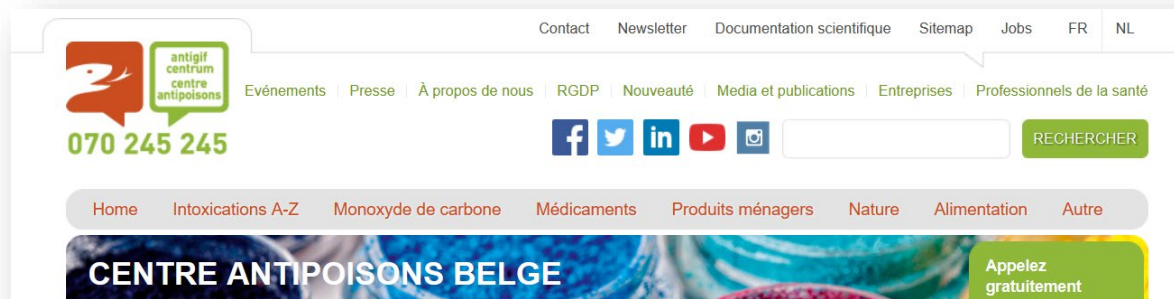 Contact Newsletter Documentation scientifique Sitemap Jobs FR NL
antigif
centrum
centre
antipoisons
070 245 245
Evénements Presse À propos de nous RGDP Nouveauté Media et publications Entreprises Professionnels de la santé
f in
RECHERCHER
Home Intoxications A-Z Monoxyde de carbone Médicaments Produits ménagers Nature Alimentation Autre
CENTRE ANTIPOISONS BELGE
Appelez
gratuitement